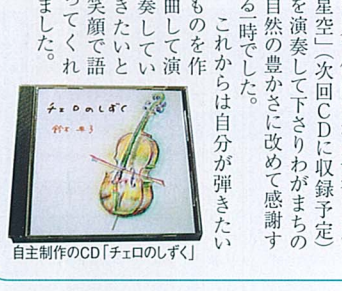 星空」(次回CDに収録予定)
を演奏して下さりわがまちの
自然の豊かさに改めて感謝す
る一時でした。
これからは自分が弾きたい
ものを作
曲して演
奏してい
きたいと
笑顔で語
ってくれ
ました。
チェロのしずく
鈴木
自主制作のCD「チェロのしずく」